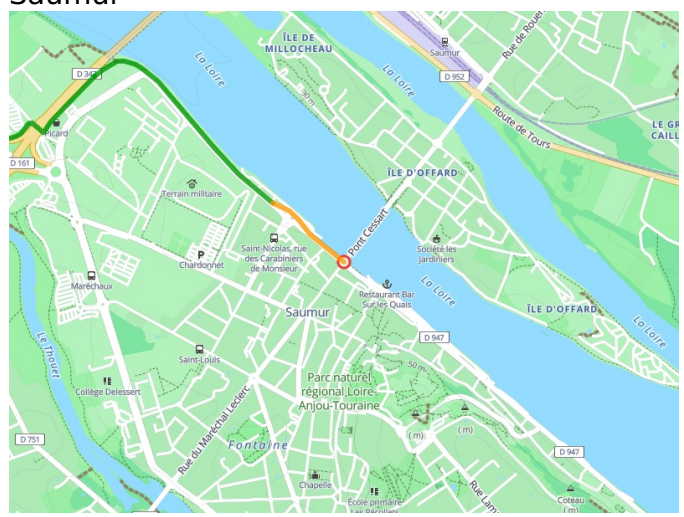 Saumur
ÎLE DE
MILLOCHEAU
La Loire
Saumur
Rue de Rouen
D 347
D 952
La Loire
30 m
Route de Tours
Picard
LE GR
CAILL
D 161
Terrain militaire
ÎLE D'OFFARD
Pont Cessart
Saint-Nicolas, rue
des Carabiniers
de Monsieur
Société les
Jardiniers
P
Chardonnet
Maréchaux
La Loire
Restaurant Bar
Sur les Quais
Saumur
ÎLE D'OFFARD
La Loire
D 947
Le Thouet
Saint-Louis
50 m
Parc naturel
régional Loire-
Anjou-Touraine
Collège Delessert
Rue du Maréchal Leclerc
( m)
( m)
D 751
Fontaine
D 947
Chapelle
Rue Lam
École primaire
Les Récollets
Coteau
( m)